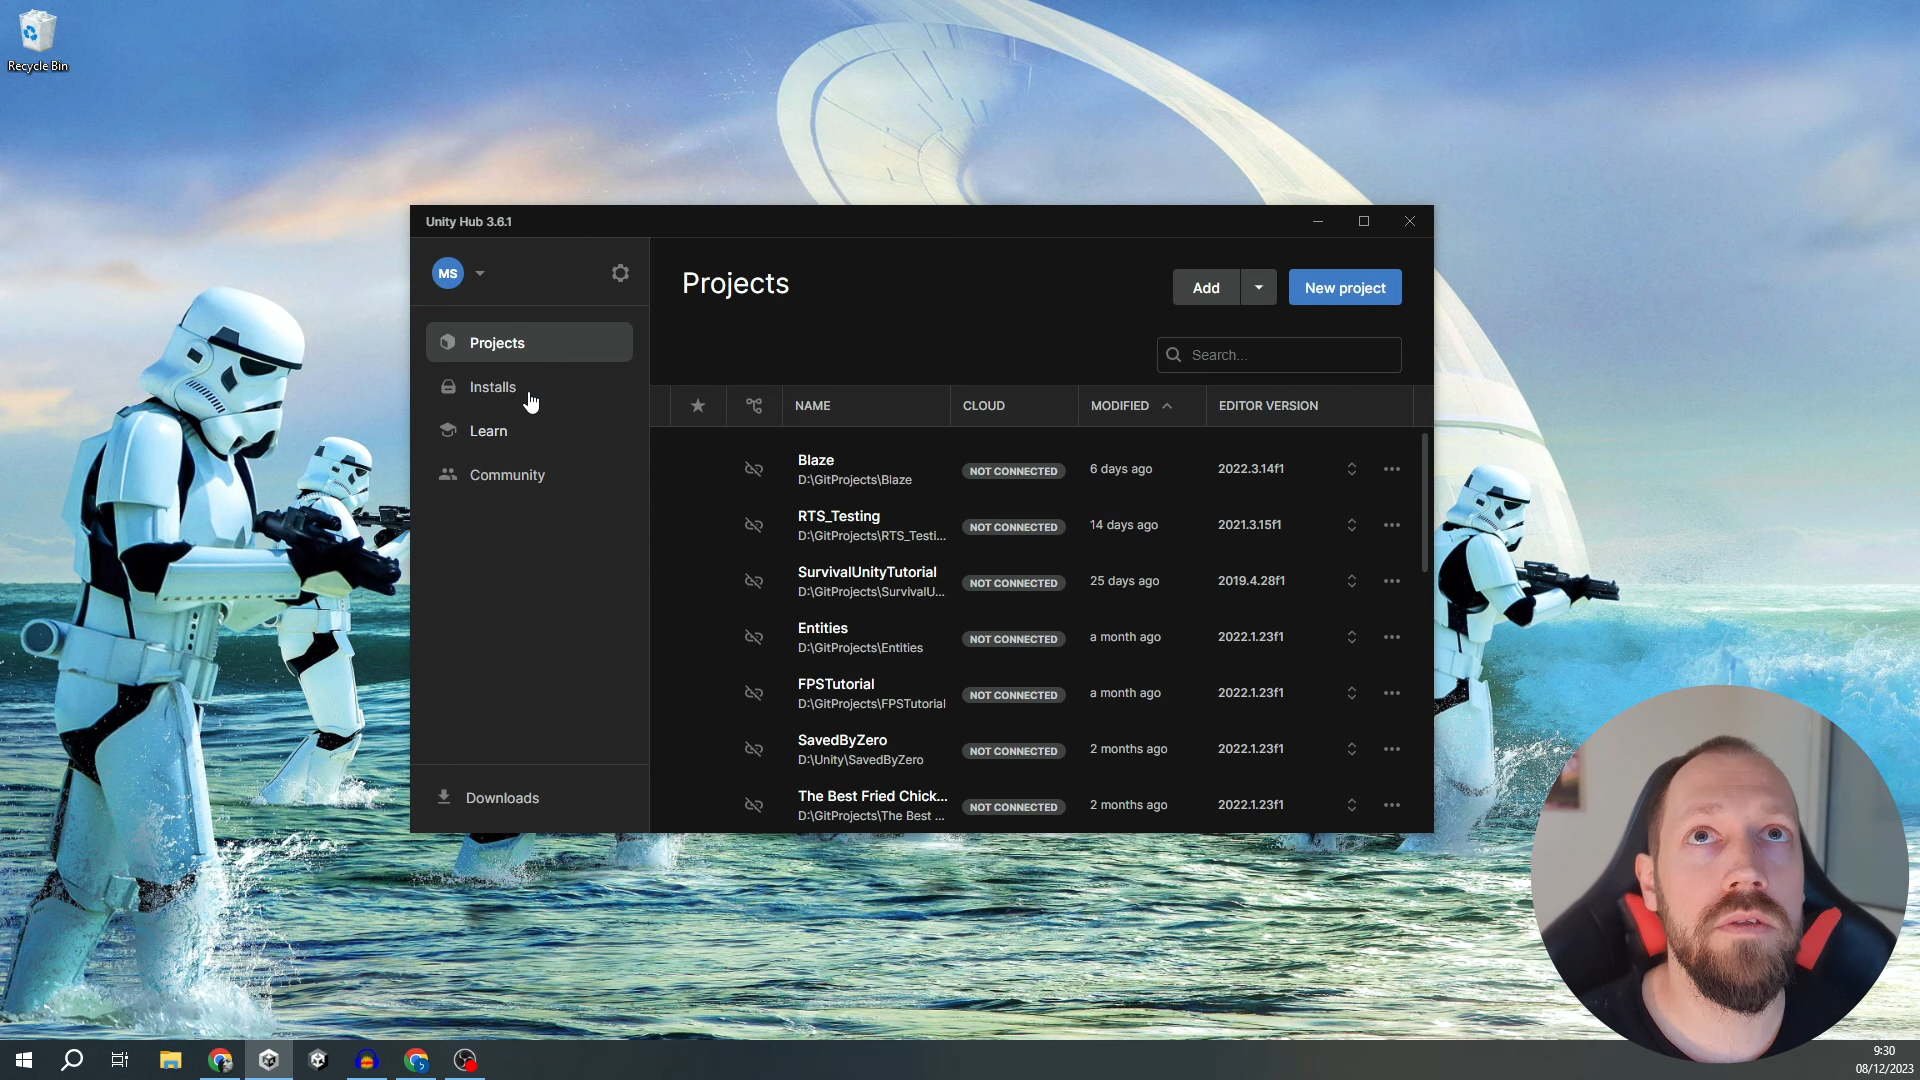 Recycle Bin
Unity Hub 3.6.1
MS
Projects
Installs
Learn
Community
Downloads
Projects
Add
New project
Search...
NAME
CLOUD
MODIFIED
EDITOR VERSION
Blaze
D:\GitProjects\Blaze
NOT CONNECTED
6 days ago
2022.3.14f1
RTS_Testing
D:\GitProjects\RTS_Testi...
NOT CONNECTED
14 days ago
2021.3.15f1
SurvivalUnityTutorial
D:\GitProjects\SurvivalU...
NOT CONNECTED
25 days ago
2019.4.28f1
Entities
D:\GitProjects\Entities
NOT CONNECTED
a month ago
2022.1.23f1
FPSTutorial
D:\GitProjects\FPSTutorial
NOT CONNECTED
a month ago
2022.1.23f1
SavedByZero
D:\Unity\SavedByZero
NOT CONNECTED
2 months ago
2022.1.23f1
The Best Fried Chick...
D:\GitProjects\The Best ...
NOT CONNECTED
2 months ago
2022.1.23f1
9:30
08/12/2023